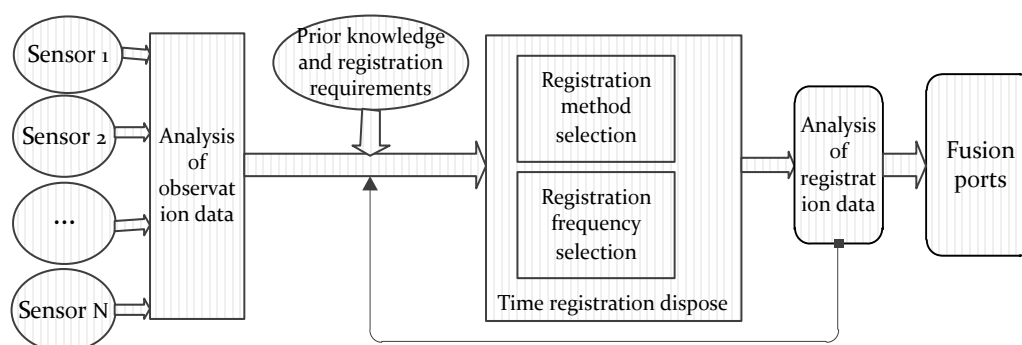 Sensor 1
Sensor 2
...
Sensor N
Analysis
of
observat
ion data
Prior knowledge
and registration
requirements
Registration
method
selection
Registration
frequency
selection
Time registration dispose
Analysis
of
registrat
ion data
Fusion
ports